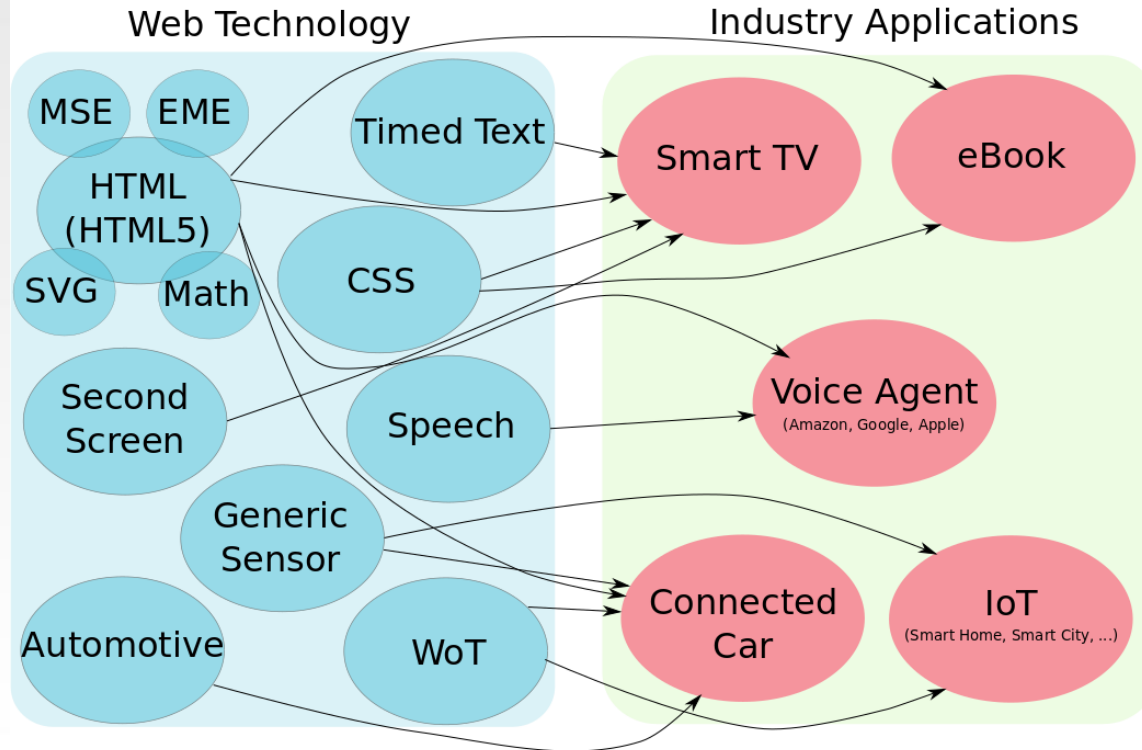 Web Technology
Industry Applications
MSE
EME
HTML
(HTML5)
SVG
Math
Timed Text
CSS
Second
Screen
Speech
Generic
Sensor
Automotive
WoT
Smart TV
eBook
Voice Agent
(Amazon, Google, Apple)
Connected
Car
IoT
(Smart Home, Smart City, ...)